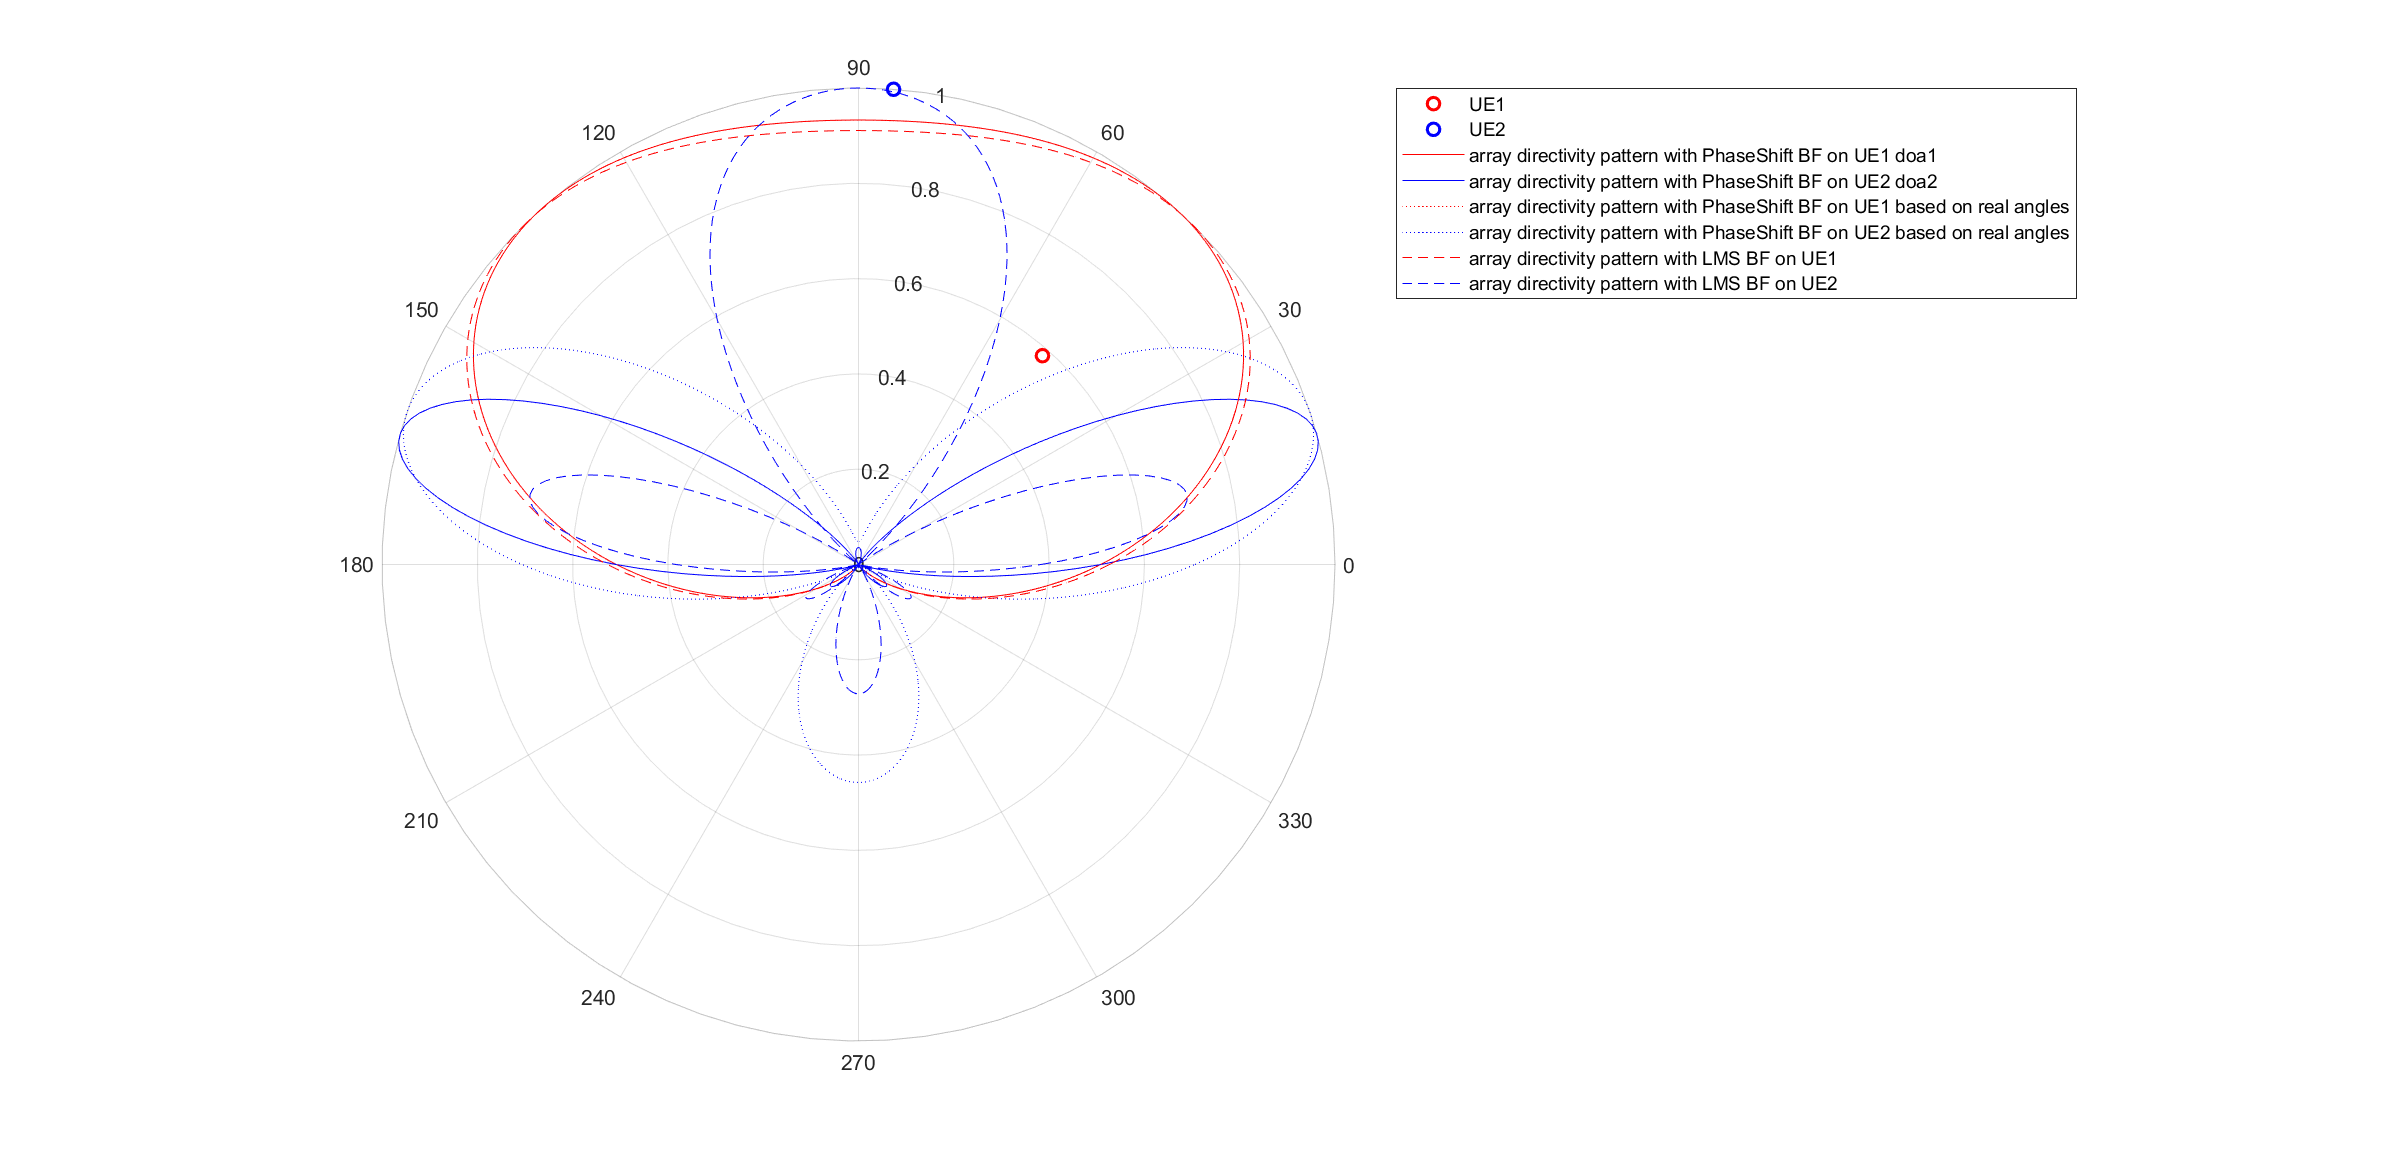 90
1
120
60
0.8
0.6
150
30
0.4
0.2
180
0
0
210
330
240
300
270
UE1
UE2
array directivity pattern with PhaseShift BF on UE1 doa1
array directivity pattern with PhaseShift BF on UE2 doa2
array directivity pattern with PhaseShift BF on UE1 based on real angles
array directivity pattern with PhaseShift BF on UE2 based on real angles
array directivity pattern with LMS BF on UE1
array directivity pattern with LMS BF on UE2